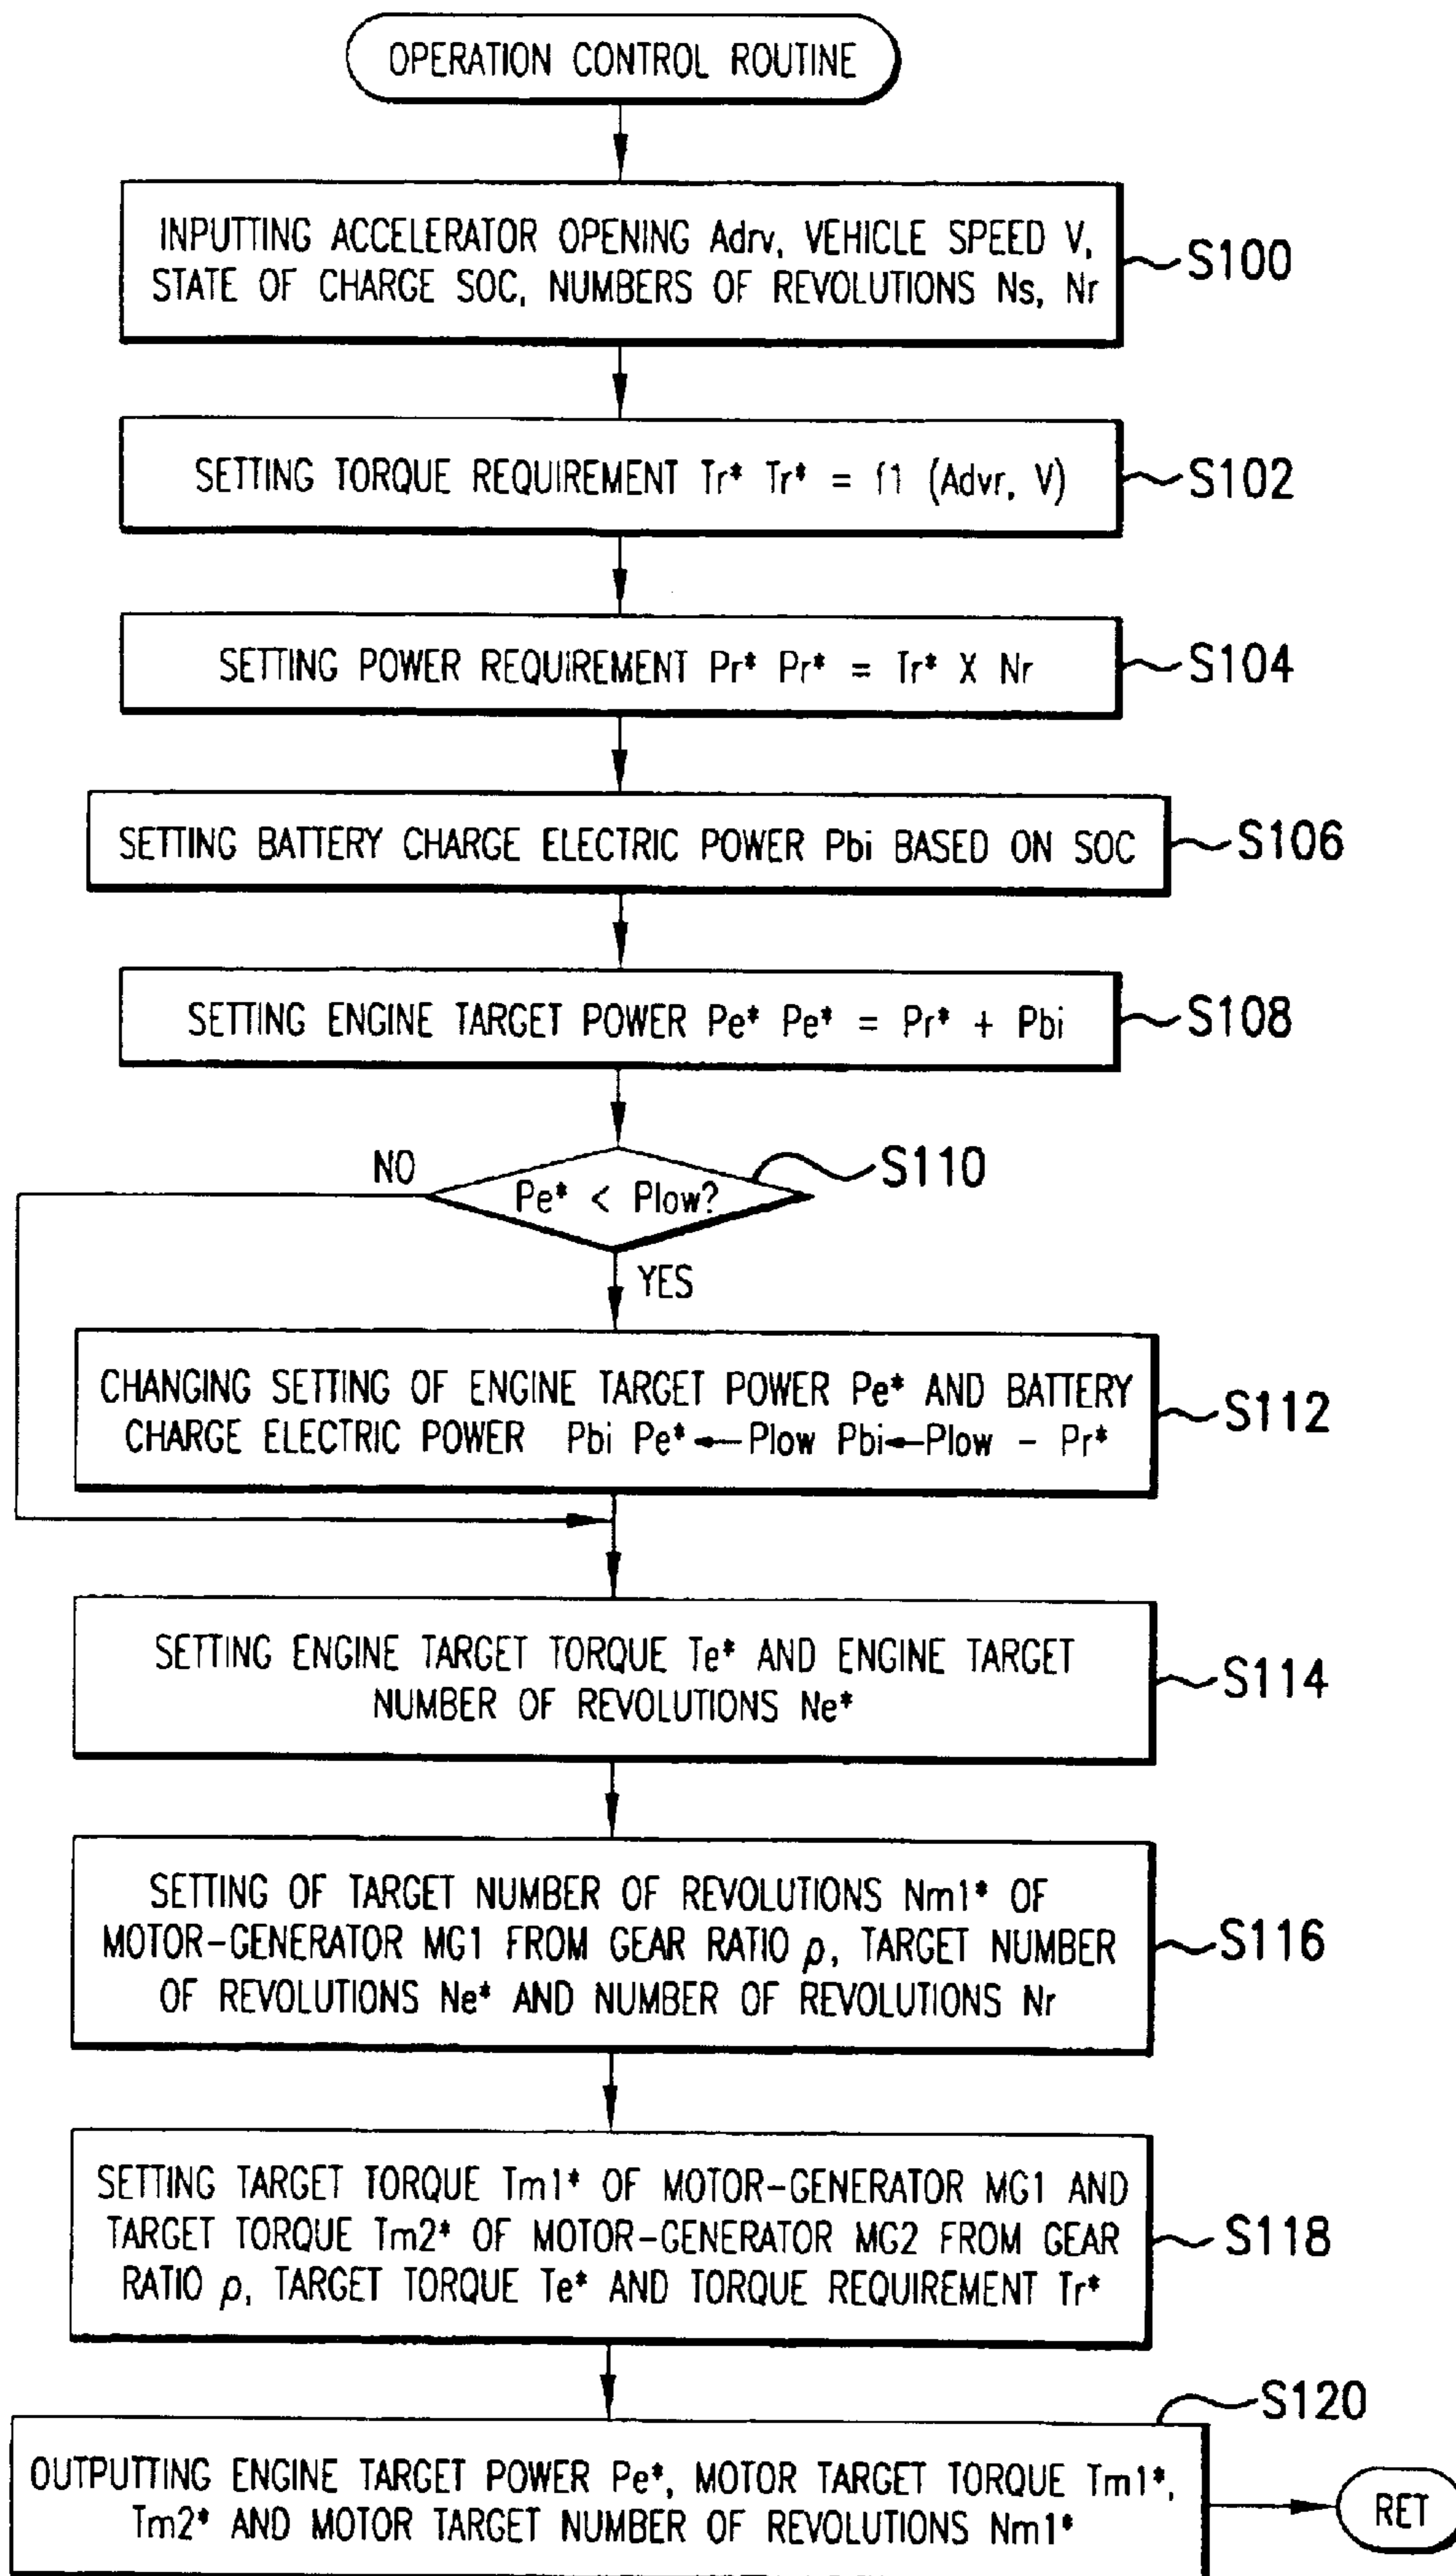 OPERATION CONTROL ROUTINE
INPUTTING ACCELERATOR OPENING Adrv, VEHICLE SPEED V,
STATE OF CHARGE SOC, NUMBERS OF REVOLUTIONS Ns, Nr
S100
SETTING TORQUE REQUIREMENT Tr* Tr* = f1 (Advr, V)
S102
SETTING POWER REQUIREMENT Pr* Pr* = Tr* X Nr
S104
SETTING BATTERY CHARGE ELECTRIC POWER Pbi BASED ON SOC
S106
SETTING ENGINE TARGET POWER Pe* Pe* = Pr* + Pbi
S108
NO
Pe* < Plow?
S110
YES
CHANGING SETTING OF ENGINE TARGET POWER Pe* AND BATTERY
CHARGE ELECTRIC POWER Pbi Pe*←Plow Pbi←Plow - Pr*
S112
SETTING ENGINE TARGET TORQUE Te* AND ENGINE TARGET
NUMBER OF REVOLUTIONS Ne*
S114
SETTING OF TARGET NUMBER OF REVOLUTIONS Nm1* OF
MOTOR-GENERATOR MG1 FROM GEAR RATIO ρ, TARGET NUMBER
OF REVOLUTIONS Ne* AND NUMBER OF REVOLUTIONS Nr
S116
SETTING TARGET TORQUE Tm1* OF MOTOR-GENERATOR MG1 AND
TARGET TORQUE Tm2* OF MOTOR-GENERATOR MG2 FROM GEAR
RATIO ρ, TARGET TORQUE Te* AND TORQUE REQUIREMENT Tr*
S118
S120
OUTPUTTING ENGINE TARGET POWER Pe*, MOTOR TARGET TORQUE Tm1*,
Tm2* AND MOTOR TARGET NUMBER OF REVOLUTIONS Nm1*
RET